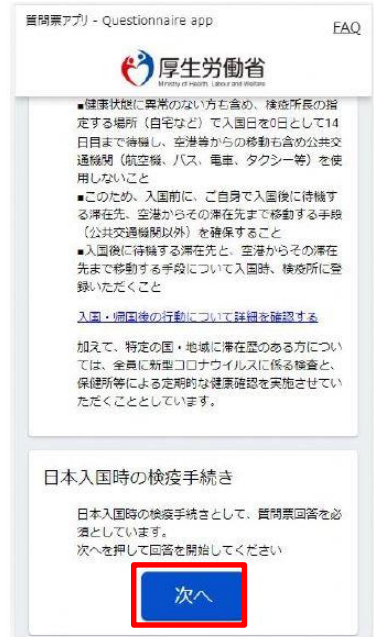 質問票アプリ - Questionnaire app
FAQ
厚生労働省
Ministry of Health, Labour and Welfare
■健康状態に異常のない方も含め、検疫所長の指
定する場所（自宅など）で入国日を0日として14
日目まで待機し、空港等からの移動も含め公共交
通機関（航空機、バス、電車、タクシー等）を使
用しないこと
■このため、入国前に、ご自身で入国後に待機す
る滞在先、空港からその滞在先まで移動する手段
（公共交通機関以外）を確保すること
■入国後に待機する滞在先と、空港からその滞在
先まで移動する手段について入国時、検疫所に登
録いただくこと
入国・帰国後の行動について詳細を確認する
加えて、特定の国・地域に滞在歴のある方につい
ては、全員に新型コロナウイルスに係る検査と、
保健所等による定期的な健康確認を実施させてい
ただくこととしています。
日本入国時の検疫手続き
日本入国時の検疫手続きとして、質問票回答を必
須としています。
次へを押して回答を開始してください
次へ